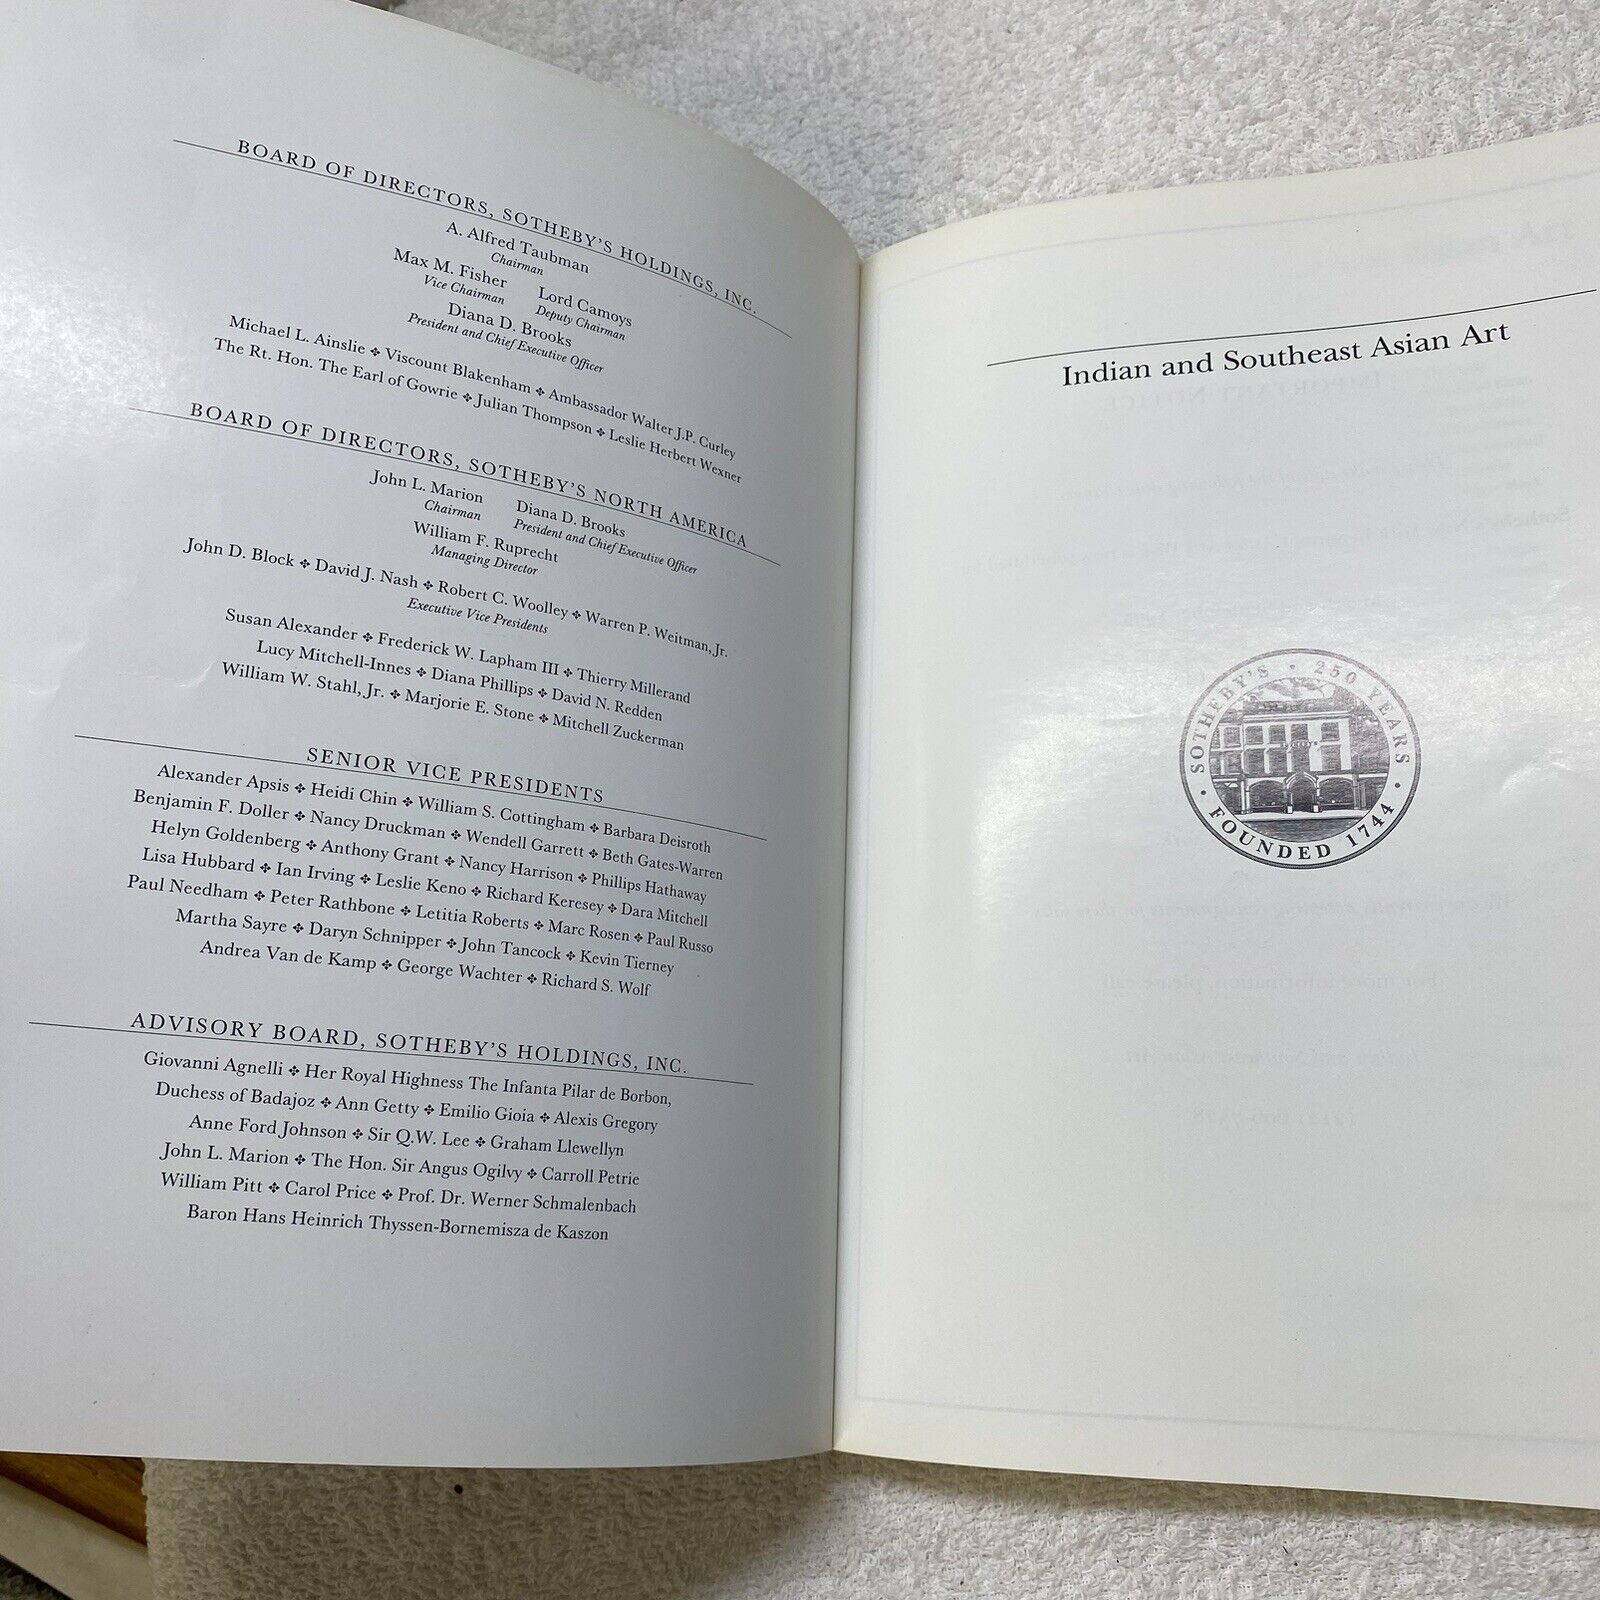 BOARD OF DIRECTORS, SOTHEBY'S HOLDINGS, INC.
A. Alfred Taubman
Chairman
Max M. Fisher Lord Camoys
Vice Chairman Deputy Chairman
Diana D. Brooks
President and Chief Executive Officer
Michael L. Ainslie ✥ Viscount Blakenham ✥ Ambassador Walter J.P. Curley
The Rt. Hon. The Earl of Gowrie ✥ Julian Thompson ✥ Leslie Herbert Wexner
BOARD OF DIRECTORS, SOTHEBY'S NORTH AMERICA
John L. Marion Diana D. Brooks
Chairman President and Chief Executive Officer
William F. Ruprecht
Managing Director
John D. Block ✥ David J. Nash ✥ Robert C. Woolley ✥ Warren P. Weitman, Jr.
Executive Vice Presidents
Susan Alexander ✥ Frederick W. Lapham III ✥ Thierry Millerand
Lucy Mitchell-Innes ✥ Diana Phillips ✥ David N. Redden
William W. Stahl, Jr. ✥ Marjorie E. Stone ✥ Mitchell Zuckerman
SENIOR VICE PRESIDENTS
Alexander Apsis ✥ Heidi Chin ✥ William S. Cottingham ✥ Barbara Deisroth
Benjamin F. Doller ✥ Nancy Druckman ✥ Wendell Garrett ✥ Beth Gates-Warren
Helyn Goldenberg ✥ Anthony Grant ✥ Nancy Harrison ✥ Phillips Hathaway
Lisa Hubbard ✥ Ian Irving ✥ Leslie Keno ✥ Richard Keresey ✥ Dara Mitchell
Paul Needham ✥ Peter Rathbone ✥ Letitia Roberts ✥ Marc Rosen ✥ Paul Russo
Martha Sayre ✥ Daryn Schnipper ✥ John Tancock ✥ Kevin Tierney
Andrea Van de Kamp ✥ George Wachter ✥ Richard S. Wolf
ADVISORY BOARD, SOTHEBY'S HOLDINGS, INC.
Giovanni Agnelli ✥ Her Royal Highness The Infanta Pilar de Borbon,
Duchess of Badajoz ✥ Ann Getty ✥ Emilio Gioia ✥ Alexis Gregory
Anne Ford Johnson ✥ Sir Q.W. Lee ✥ Graham Llewellyn
John L. Marion ✥ The Hon. Sir Angus Ogilvy ✥ Carroll Petrie
William Pitt ✥ Carol Price ✥ Prof. Dr. Werner Schmalenbach
Baron Hans Heinrich Thyssen-Bornemisza de Kaszon
Indian and Southeast Asian Art
SOTHEBY'S • 250 YEARS
• FOUNDED 1744 •